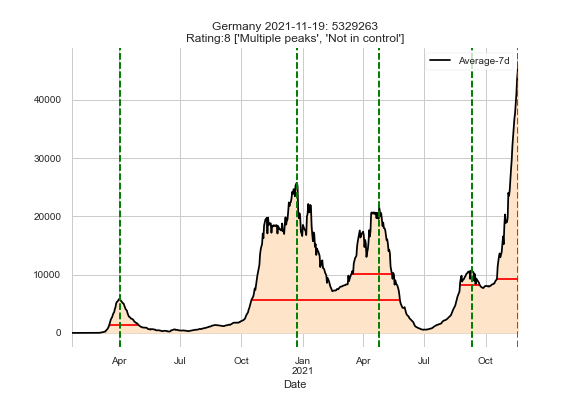 Germany 2021-11-19: 5329263
Rating:8 ['Multiple peaks', 'Not in control']
Average-7d
40000
30000
20000
10000
0
Apr Jul Oct Jan Apr Jul Oct
2021
Date